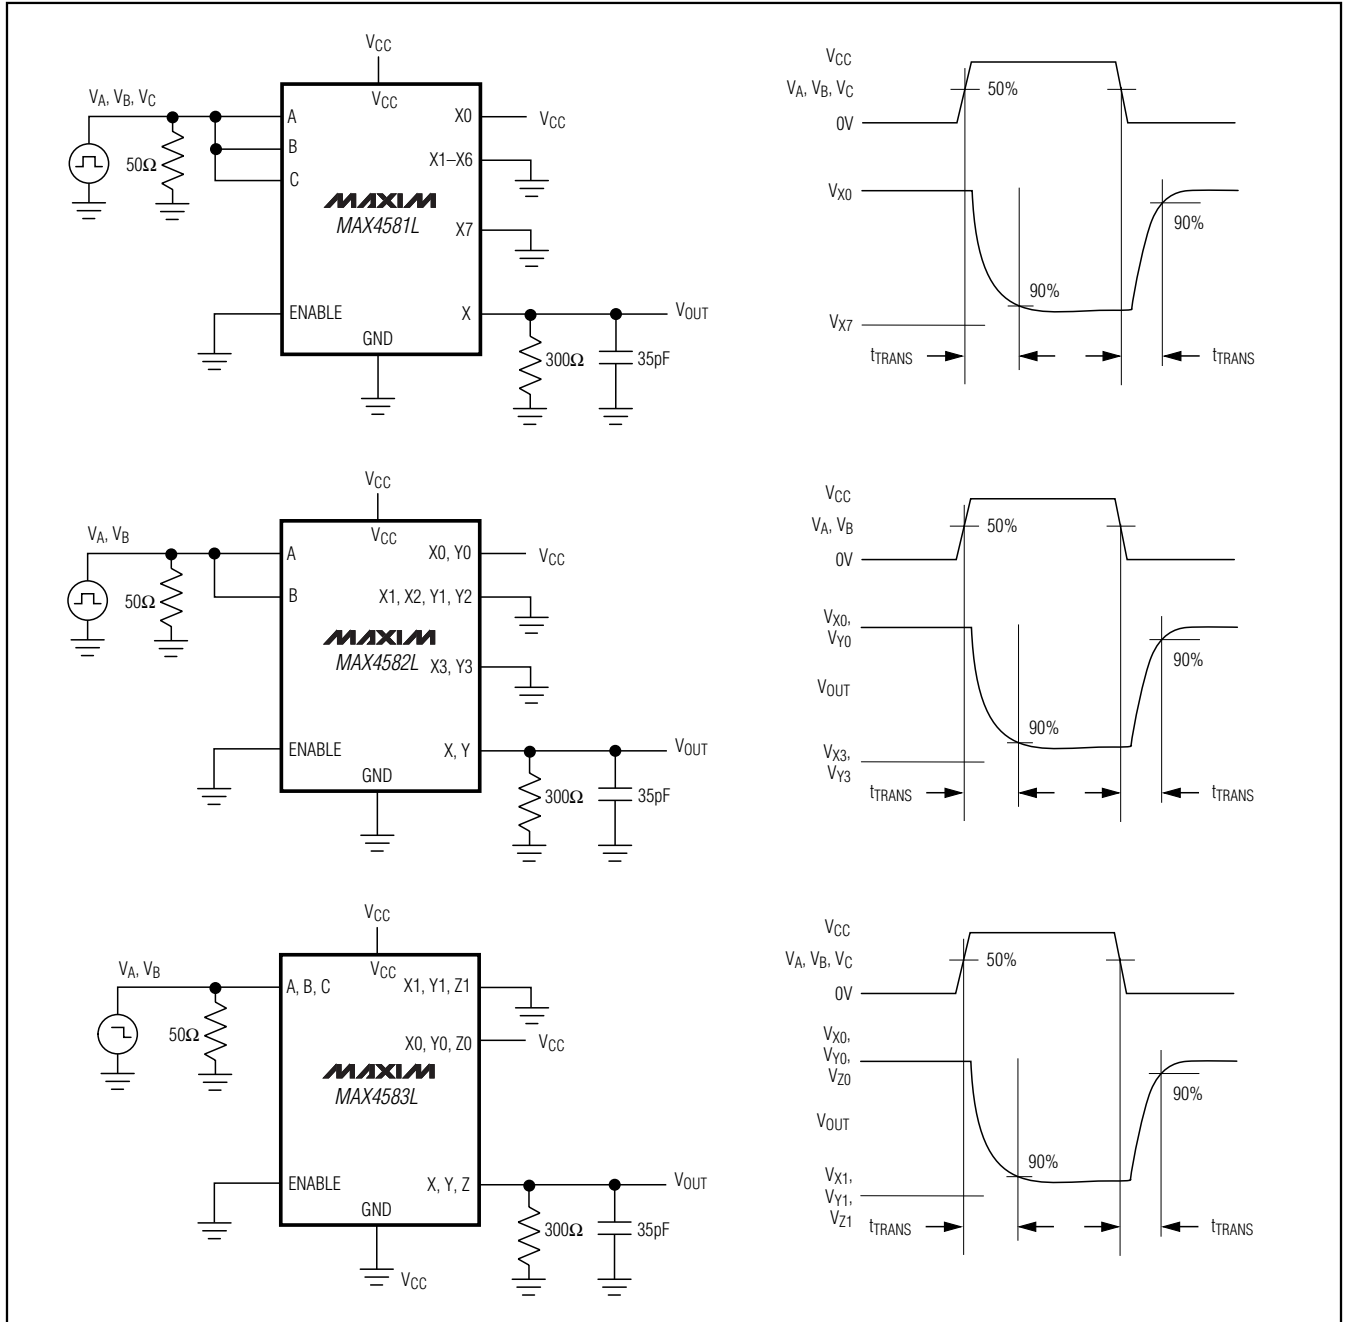 VCC
VA, VB, VC
50Ω
VCC
A
B
C
X0
VCC
X1–X6
MAXIM
MAX4581L
X7
ENABLE
X
VOUT
GND
300Ω
35pF
VCC
VA, VB, VC
50%
0V
VX0
90%
90%
VX7
tTRANS
tTRANS
VCC
VA, VB
50Ω
VCC
A
X0, Y0
VCC
B
X1, X2, Y1, Y2
MAXIM
MAX4582L
X3, Y3
ENABLE
X, Y
VOUT
GND
300Ω
35pF
VCC
VA, VB
50%
0V
VX0,
VY0
90%
VOUT
90%
VX3,
VY3
tTRANS
tTRANS
VCC
VA, VB
50Ω
VCC
A, B, C
X1, Y1, Z1
X0, Y0, Z0
VCC
MAXIM
MAX4583L
ENABLE
X, Y, Z
VOUT
GND
300Ω
35pF
VCC
VCC
VA, VB, VC
50%
0V
VX0,
VY0,
VZ0
90%
VOUT
90%
VX1,
VY1,
VZ1
tTRANS
tTRANS